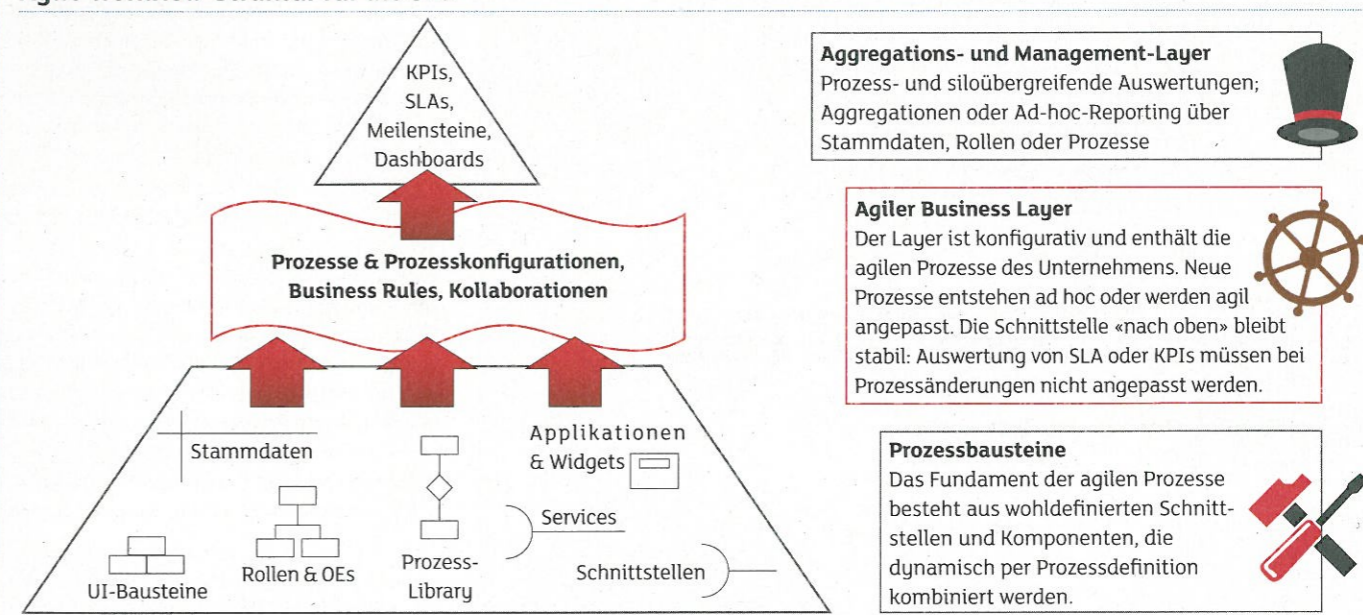 KPIs,
SLAs,
Meilensteine,
Dashboards
Prozesse & Prozesskonfigurationen,
Business Rules, Kollaborationen
Stammdaten
Applikationen
& Widgets
UI-Bausteine
Rollen & OEs
Prozess-
Library
Services
Schnittstellen
Aggregations- und Management-Layer
Prozess- und siloübergreifende Auswertungen;
Aggregationen oder Ad-hoc-Reporting über
Stammdaten, Rollen oder Prozesse
Agiler Business Layer
Der Layer ist konfigurativ und enthält die
agilen Prozesse des Unternehmens. Neue
Prozesse entstehen ad hoc oder werden agil
angepasst. Die Schnittstelle «nach oben» bleibt
stabil: Auswertung von SLA oder KPIs müssen bei
Prozessänderungen nicht angepasst werden.
Prozessbausteine
Das Fundament der agilen Prozesse
besteht aus wohldefinierten Schnitt-
stellen und Komponenten, die
dynamisch per Prozessdefinition
kombiniert werden.